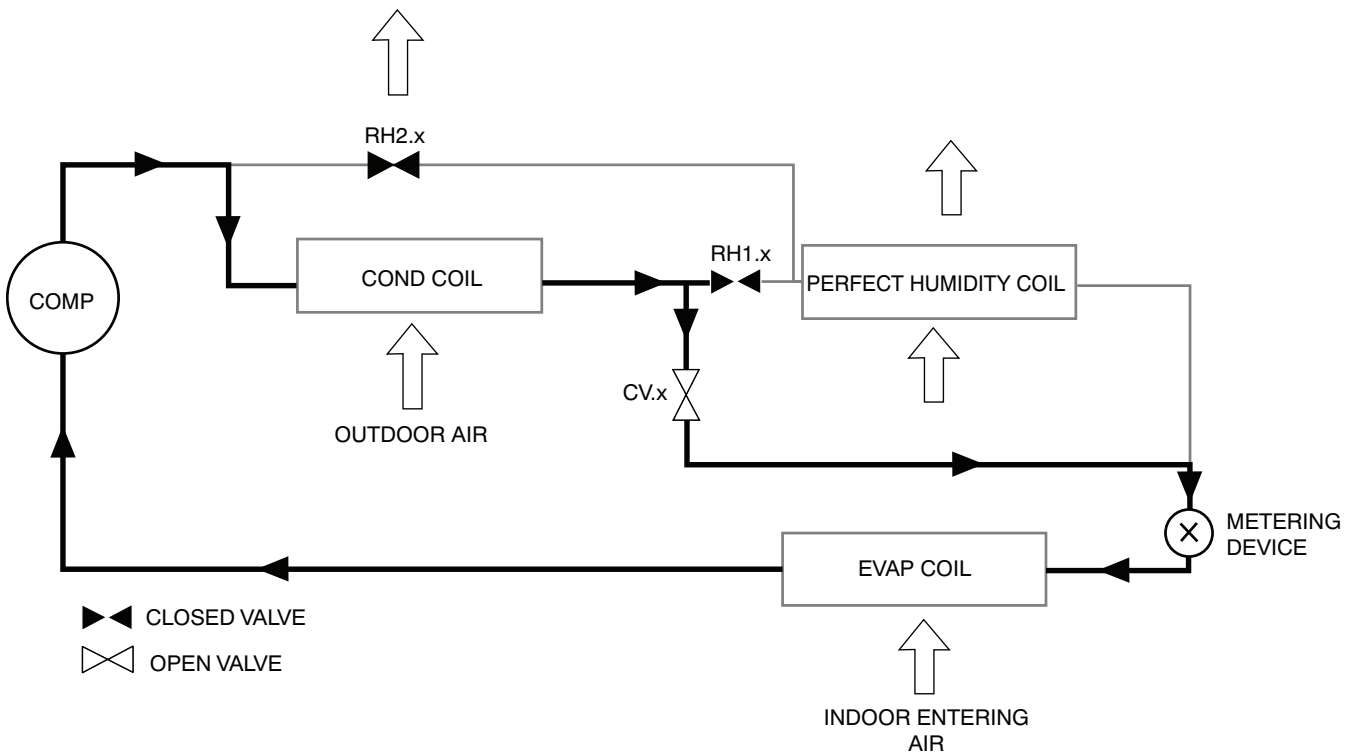 RH2.x
RH1.x
COND COIL
PERFECT HUMIDITY COIL
COMP
CV.x
OUTDOOR AIR
METERING
DEVICE
EVAP COIL
CLOSED VALVE
OPEN VALVE
INDOOR ENTERING
AIR